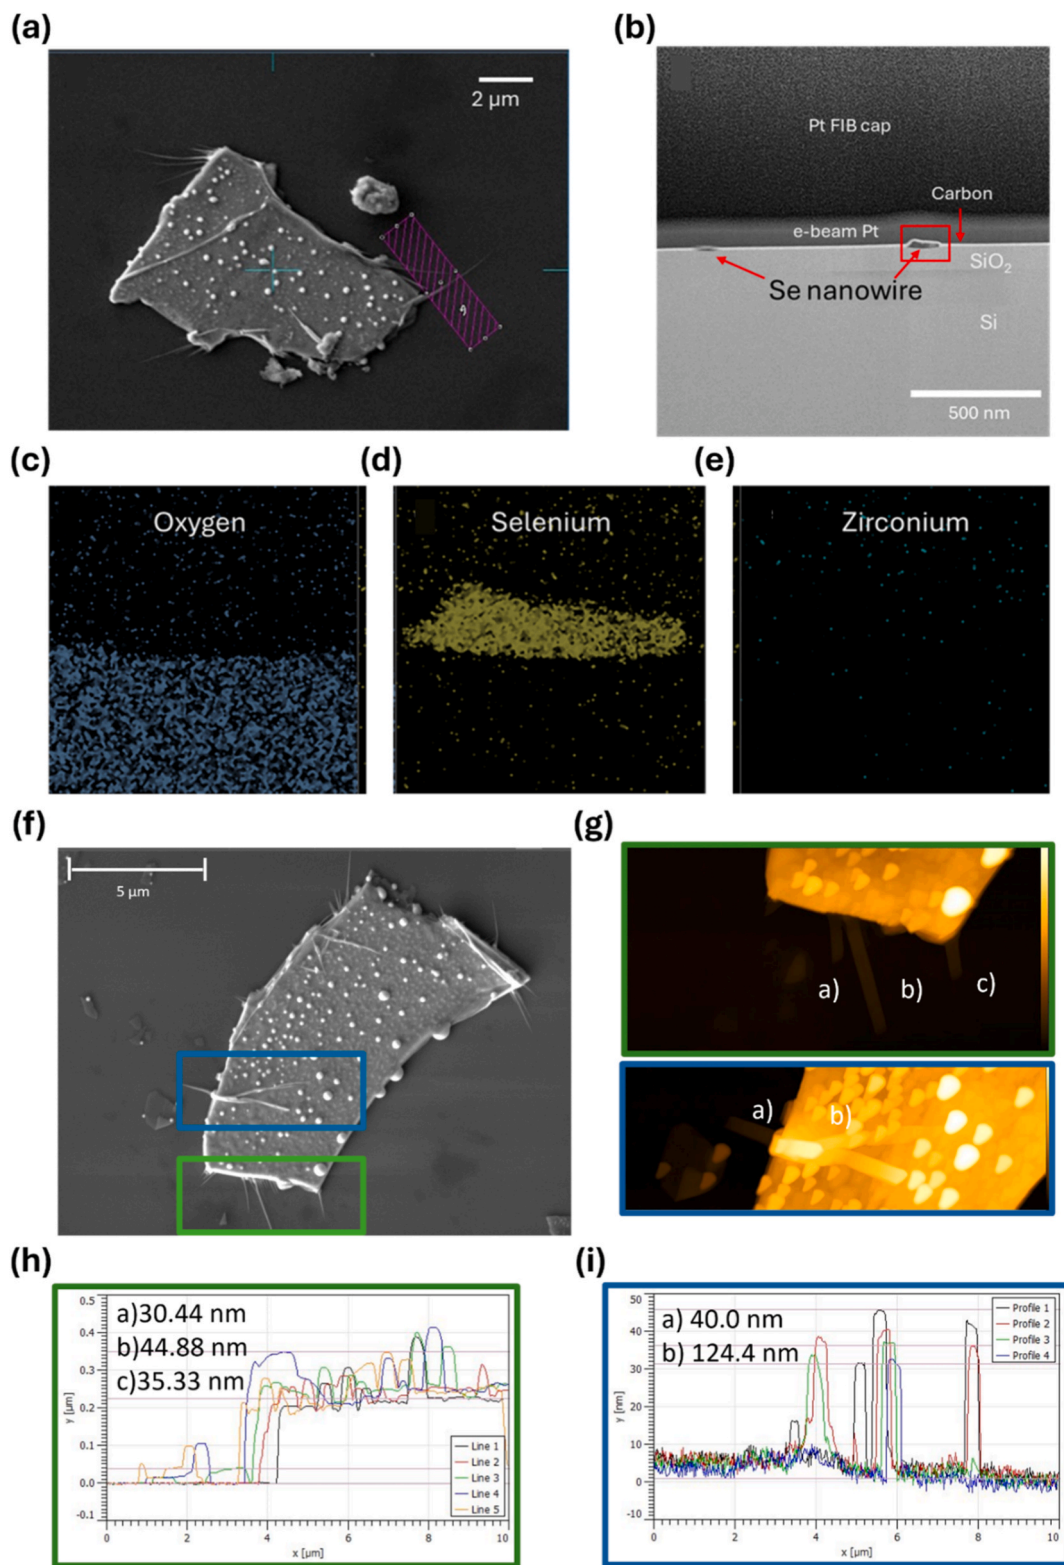 (a)
2 µm
(b)
Pt FIB cap
Carbon
e-beam Pt
SiO₂
Se nanowire
Si
500 nm
(c)
Oxygen
(d)
Selenium
(e)
Zirconium
(f)
5 µm
(g)
a)
b)
c)
a)
b)
(h)
a)30.44 nm
b)44.88 nm
c)35.33 nm
0.5
0.4
0.3
0.2
0.1
0.0
-0.1
y [µm]
Line 1
Line 2
Line 3
Line 4
Line 5
0 2 4 6 8 10
x [µm]
(i)
a) 40.0 nm
b) 124.4 nm
50
40
30
20
10
0
-10
y [nm]
Profile 1
Profile 2
Profile 3
Profile 4
0 2 4 6 8 10
x [µm]